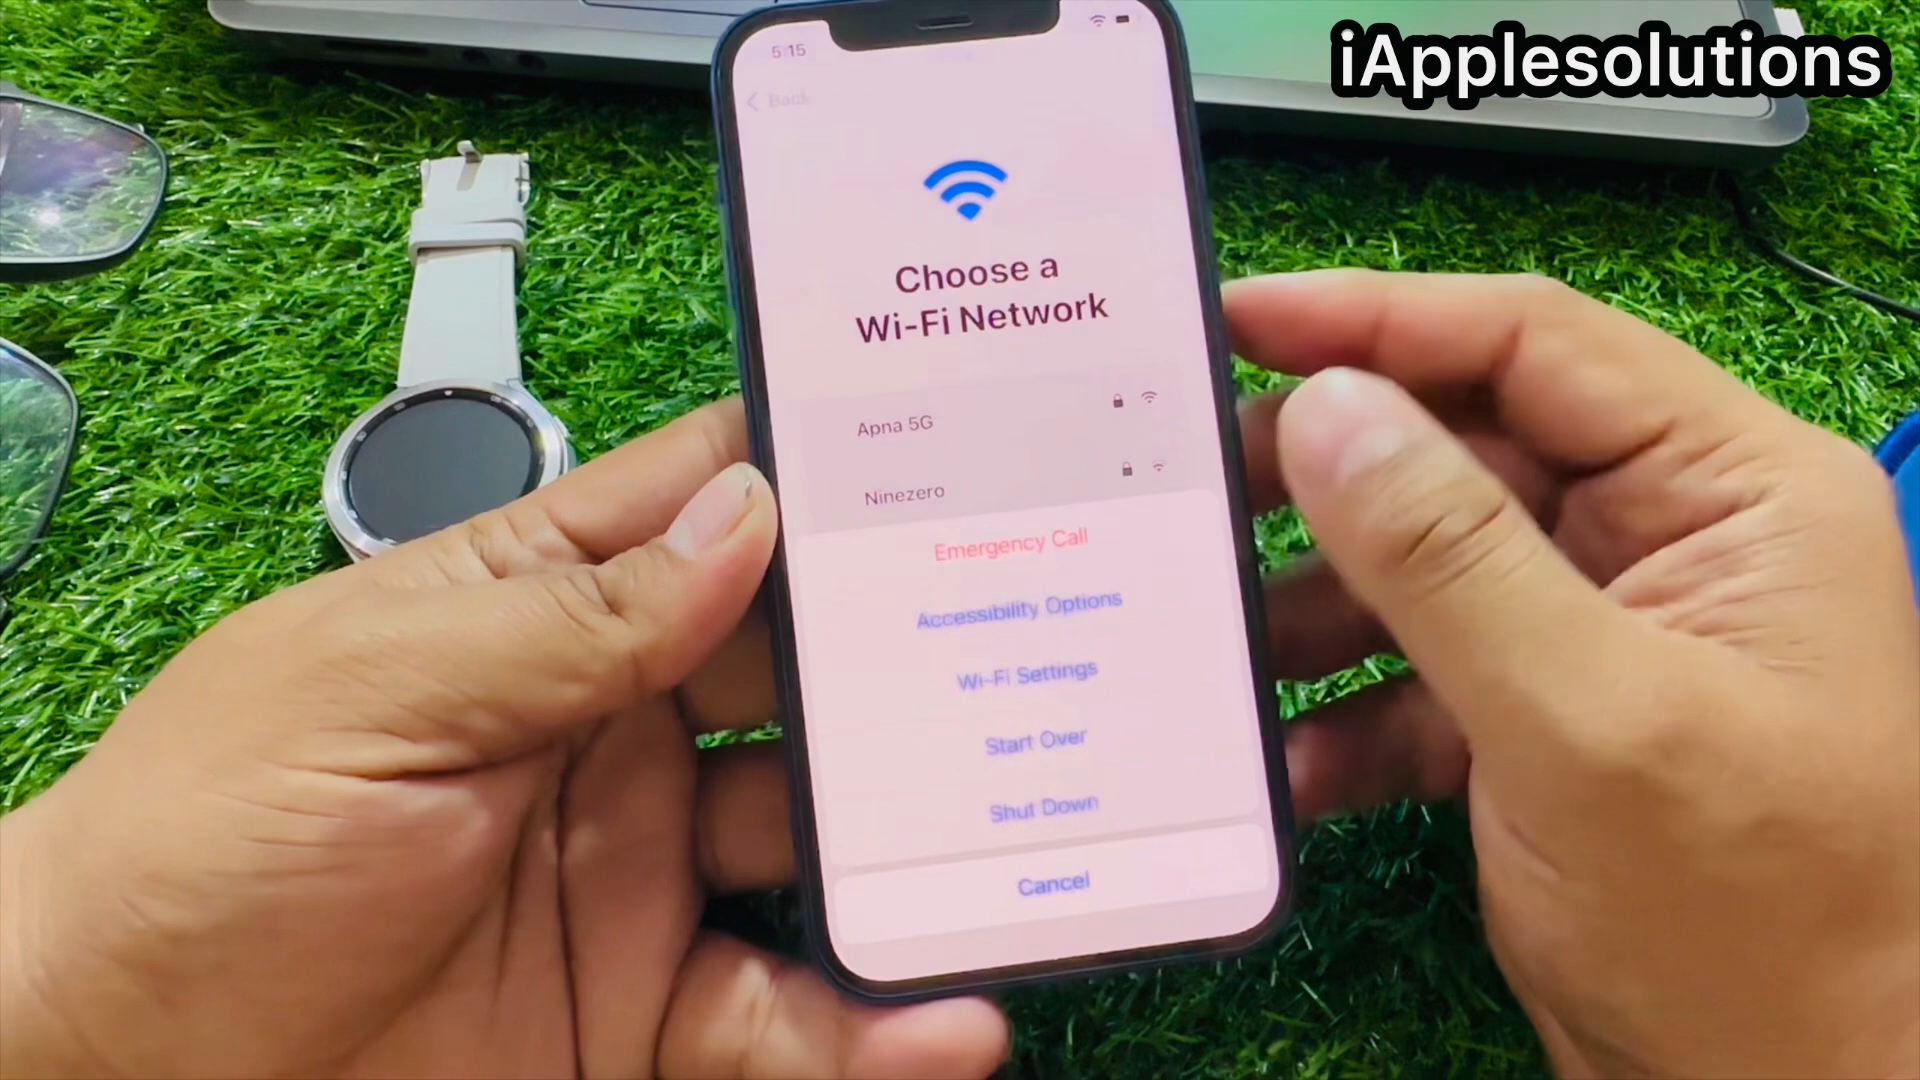 iApplesolutions
5:15
Back
Choose a
Wi-Fi Network
Apna 5G
Ninezero
Emergency Call
Accessibility Options
Wi-Fi Settings
Start Over
Shut Down
Cancel